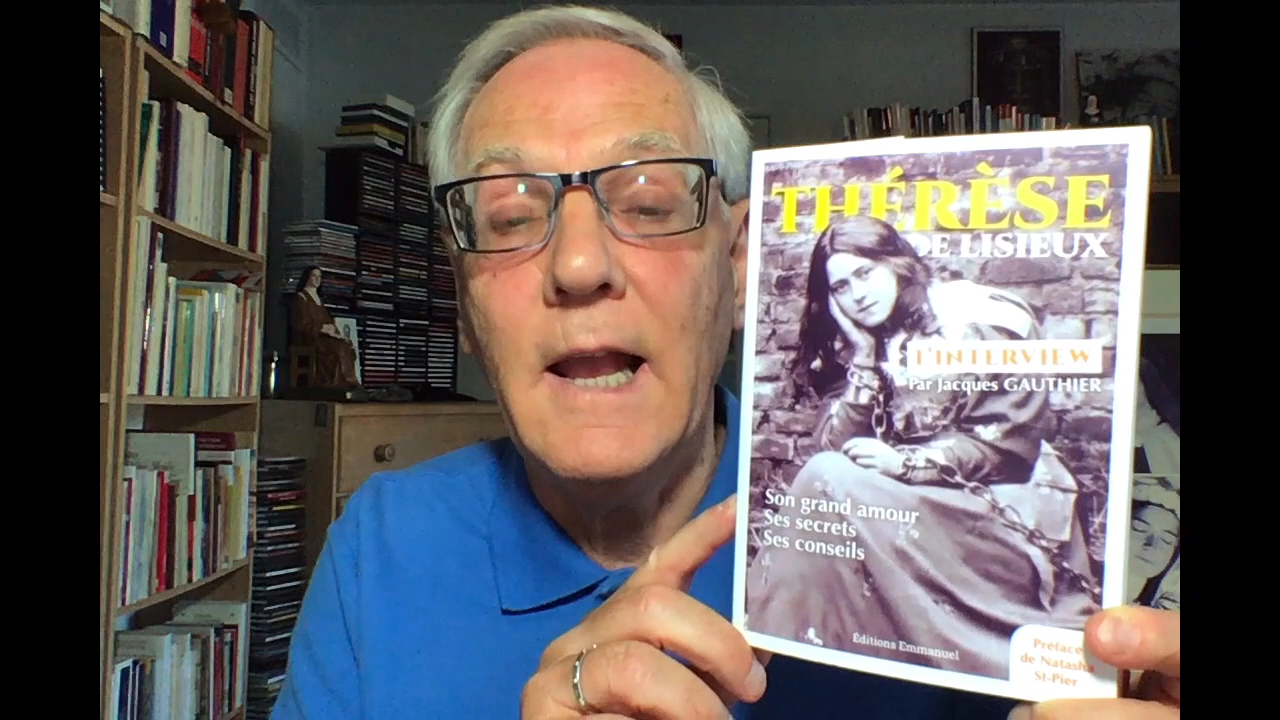 THÉRÈSE
DE LISIEUX
L'INTERVIEW
Par Jacques GAUTHIER
Son grand amour
Ses secrets
Ses conseils
Éditions Emmanuel
Préface
de Natasha
St-Pier